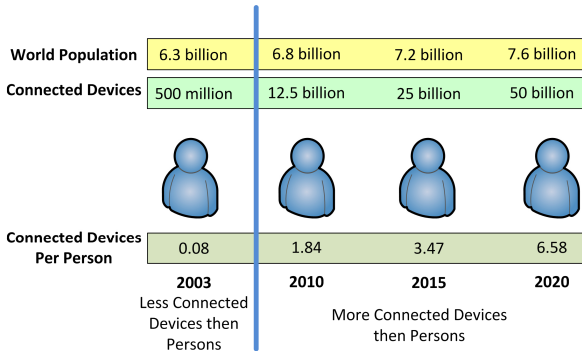 World Population 6.3 billion 6.8 billion 7.2 billion 7.6 billion
Connected Devices 500 million 12.5 billion 25 billion 50 billion
Connected Devices
Per Person
0.08 1.84 3.47 6.58
2003 2010 2015 2020
Less Connected
Devices then
Persons
More Connected Devices
then Persons